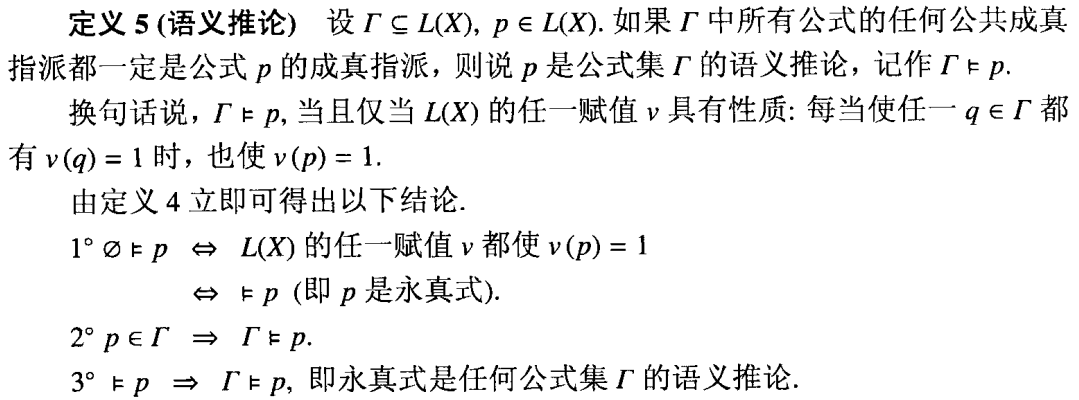 定义 5 (语义推论) 设 Γ ⊆ L(X), p ∈ L(X). 如果 Γ 中所有公式的任何公共成真
指派都一定是公式 p 的成真指派，则说 p 是公式集 Γ 的语义推论，记作 Γ ⊨ p.
换句话说，Γ ⊨ p, 当且仅当 L(X) 的任一赋值 v 具有性质: 每当使任一 q ∈ Γ 都
有 v(q) = 1 时，也使 v(p) = 1.
由定义 4 立即可得出以下结论.
1° ∅ ⊨ p ⇔ L(X) 的任一赋值 v 都使 v(p) = 1
⇔ ⊨ p (即 p 是永真式).
2° p ∈ Γ ⇒ Γ ⊨ p.
3° ⊨ p ⇒ Γ ⊨ p, 即永真式是任何公式集 Γ 的语义推论.